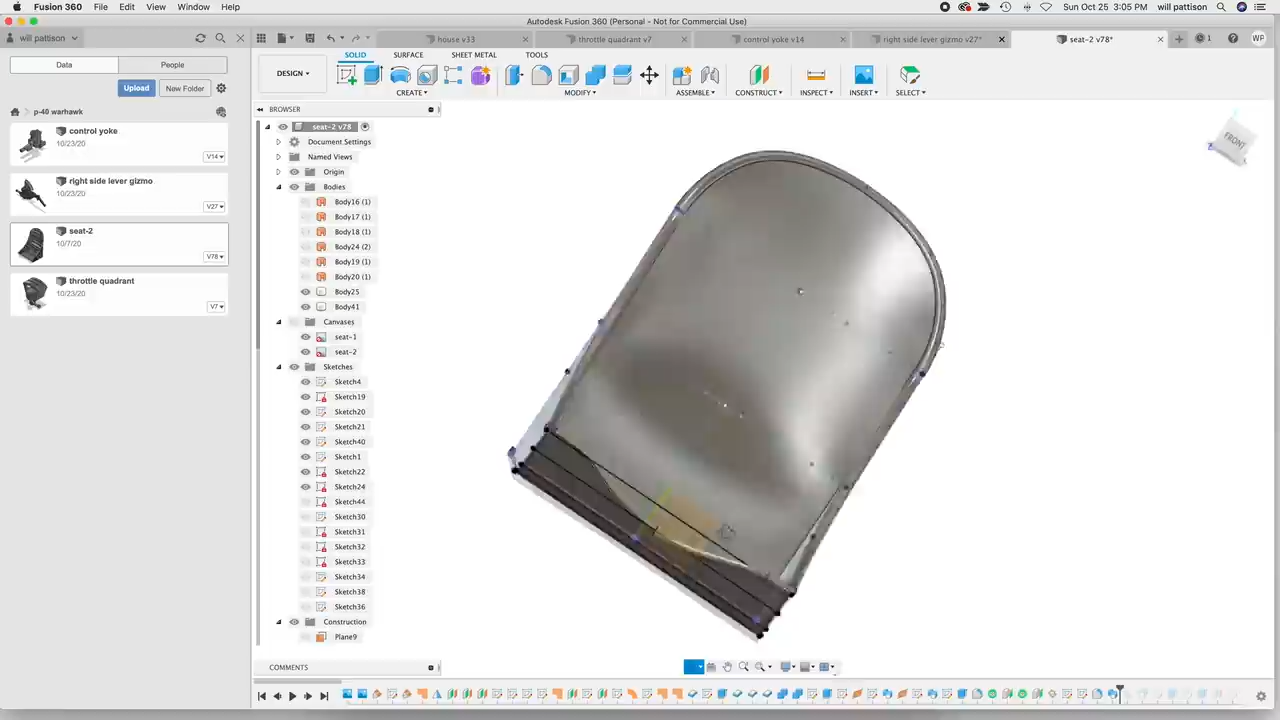 Fusion 360 File Edit View Window Help
Sun Oct 25 3:05 PM will pattison
Autodesk Fusion 360 (Personal - Not for Commercial Use)
will pattison
house v33
throttle quadrant v7
control yoke v14
right side lever gizmo v27*
seat-2 v78*
1
WP
Data
People
SOLID
SURFACE
SHEET METAL
TOOLS
Upload
New Folder
DESIGN
CREATE
MODIFY
ASSEMBLE
CONSTRUCT
INSPECT
INSERT
SELECT
p-40 warhawk
BROWSER
control yoke
10/23/20
V14
right side lever gizmo
10/23/20
V27
seat-2
10/7/20
V78
throttle quadrant
10/23/20
V7
seat-2 v78
Document Settings
Named Views
Origin
Bodies
Body16 (1)
Body17 (1)
Body18 (1)
Body24 (2)
Body19 (1)
Body20 (1)
Body25
Body41
Canvases
seat-1
seat-2
Sketches
Sketch4
Sketch19
Sketch20
Sketch21
Sketch40
Sketch1
Sketch22
Sketch24
Sketch44
Sketch30
Sketch31
Sketch32
Sketch33
Sketch34
Sketch38
Sketch36
Construction
Plane9
FRONT
Z
COMMENTS